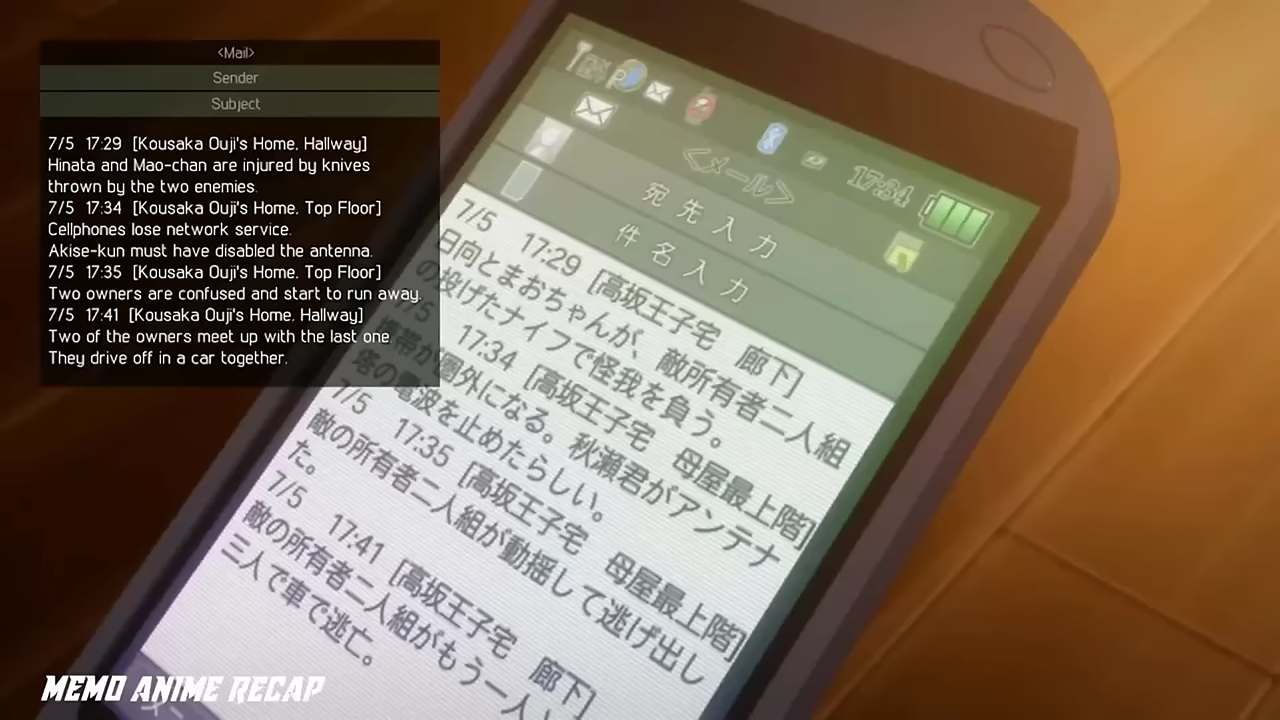 <Mail>
Sender
Subject
7/5 17:29 [Kousaka Ouji's Home, Hallway]
Hinata and Mao-chan are injured by knives
thrown by the two enemies.
7/5 17:34 [Kousaka Ouji's Home, Top Floor]
Cellphones lose network service.
Akise-kun must have disabled the antenna.
7/5 17:35 [Kousaka Ouji's Home, Top Floor]
Two owners are confused and start to run away.
7/5 17:41 [Kousaka Ouji's Home, Hallway]
Two of the owners meet up with the last one.
They drive off in a car together.
17:34
<メール>
宛先入力
件名入力
7/5 17:29 [高坂王子宅 廊下]
日向とまおちゃんが、敵所有者二人組
の投げたナイフで怪我を負う。
7/5 17:34 [高坂王子宅 母屋最上階]
携帯が圏外になる。秋瀬君がアンテナ
塔の電波を止めたらしい。
7/5 17:35 [高坂王子宅 母屋最上階]
敵の所有者二人組が動揺して逃げ出し
た。
7/5 17:41 [高坂王子宅 廊下]
敵の所有者二人組がもう一人
三人で車で逃亡。
MEMO ANIME RECAP